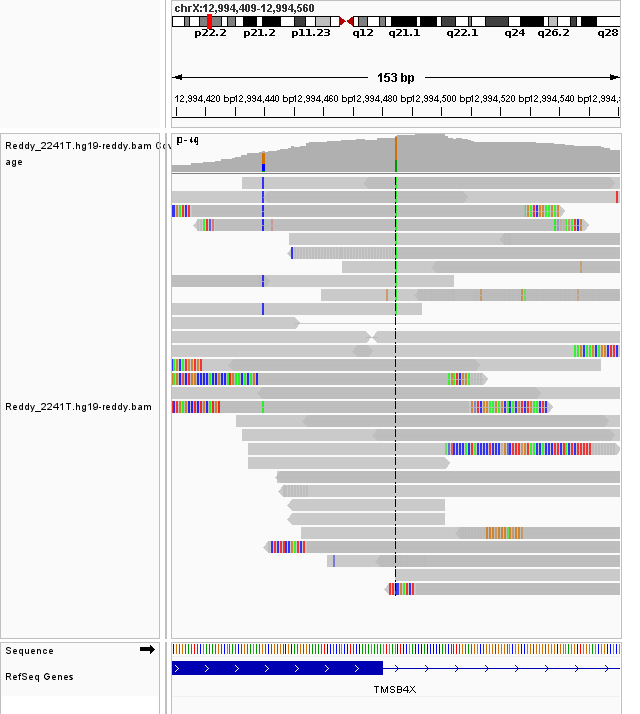 chrX:12,994,409-12,994,560
p22.2 p21.2 p11.23 q12 q21.1 q22.1 q24 q26.2 q28
153 bp
12,994,420 bp 12,994,440 bp 12,994,460 bp 12,994,480 bp 12,994,500 bp 12,994,520 bp 12,994,540 bp
Reddy_2241T.hg19-reddy.bam Cov
age
Reddy_2241T.hg19-reddy.bam
Sequence
RefSeq Genes
TMSB4X